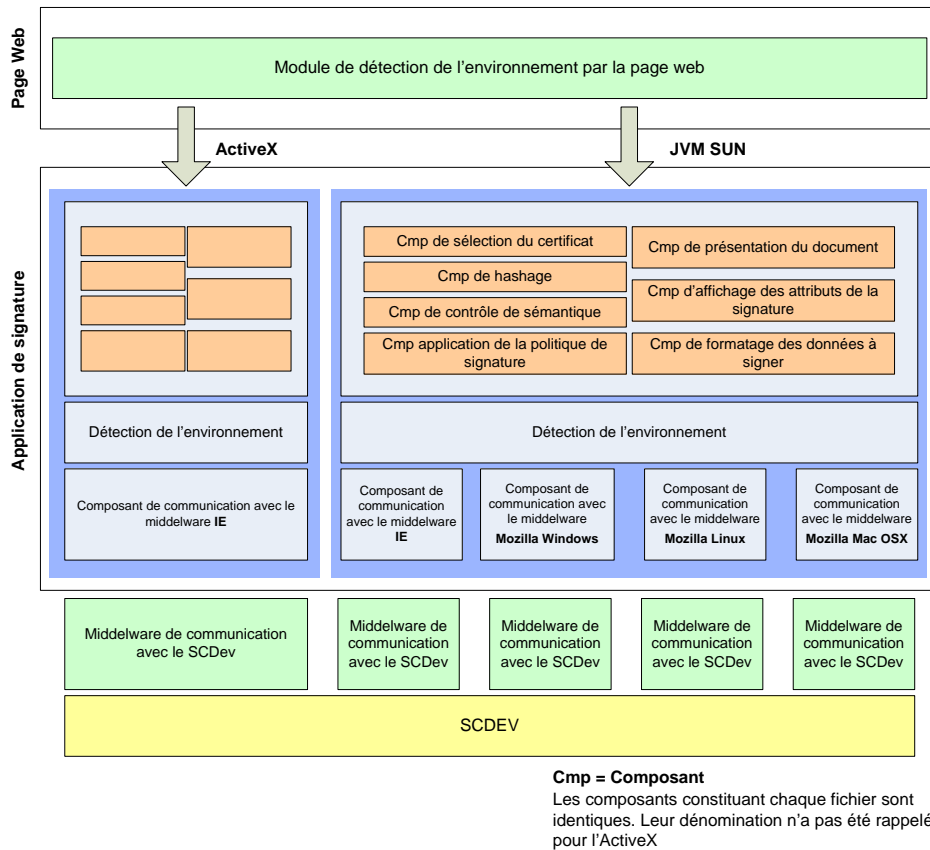 Page Web
Module de détection de l'environnement par la page web
ActiveX
JVM SUN
Application de signature
Cmp de sélection du certificat
Cmp de hashage
Cmp de contrôle de sémantique
Cmp application de la politique de
signature
Cmp de présentation du document
Cmp d'affichage des attributs de la
signature
Cmp de formatage des données à
signer
Détection de l'environnement
Détection de l'environnement
Composant de communication avec le
middelware IE
Composant de
communication
avec le middelware
IE
Composant de
communication avec
le middelware
Mozilla Windows
Composant de
communication
avec le middelware
Mozilla Linux
Composant de
communication
avec le middelware
Mozilla Mac OSX
Middelware de communication
avec le SCDev
Middelware de
communication
avec le SCDev
Middelware de
communication
avec le SCDev
Middelware de
communication
avec le SCDev
Middelware de
communication
avec le SCDev
SCDEV
Cmp = Composant
Les composants constituant chaque fichier sont
identiques. Leur dénomination n'a pas été rappelé
pour l'ActiveX